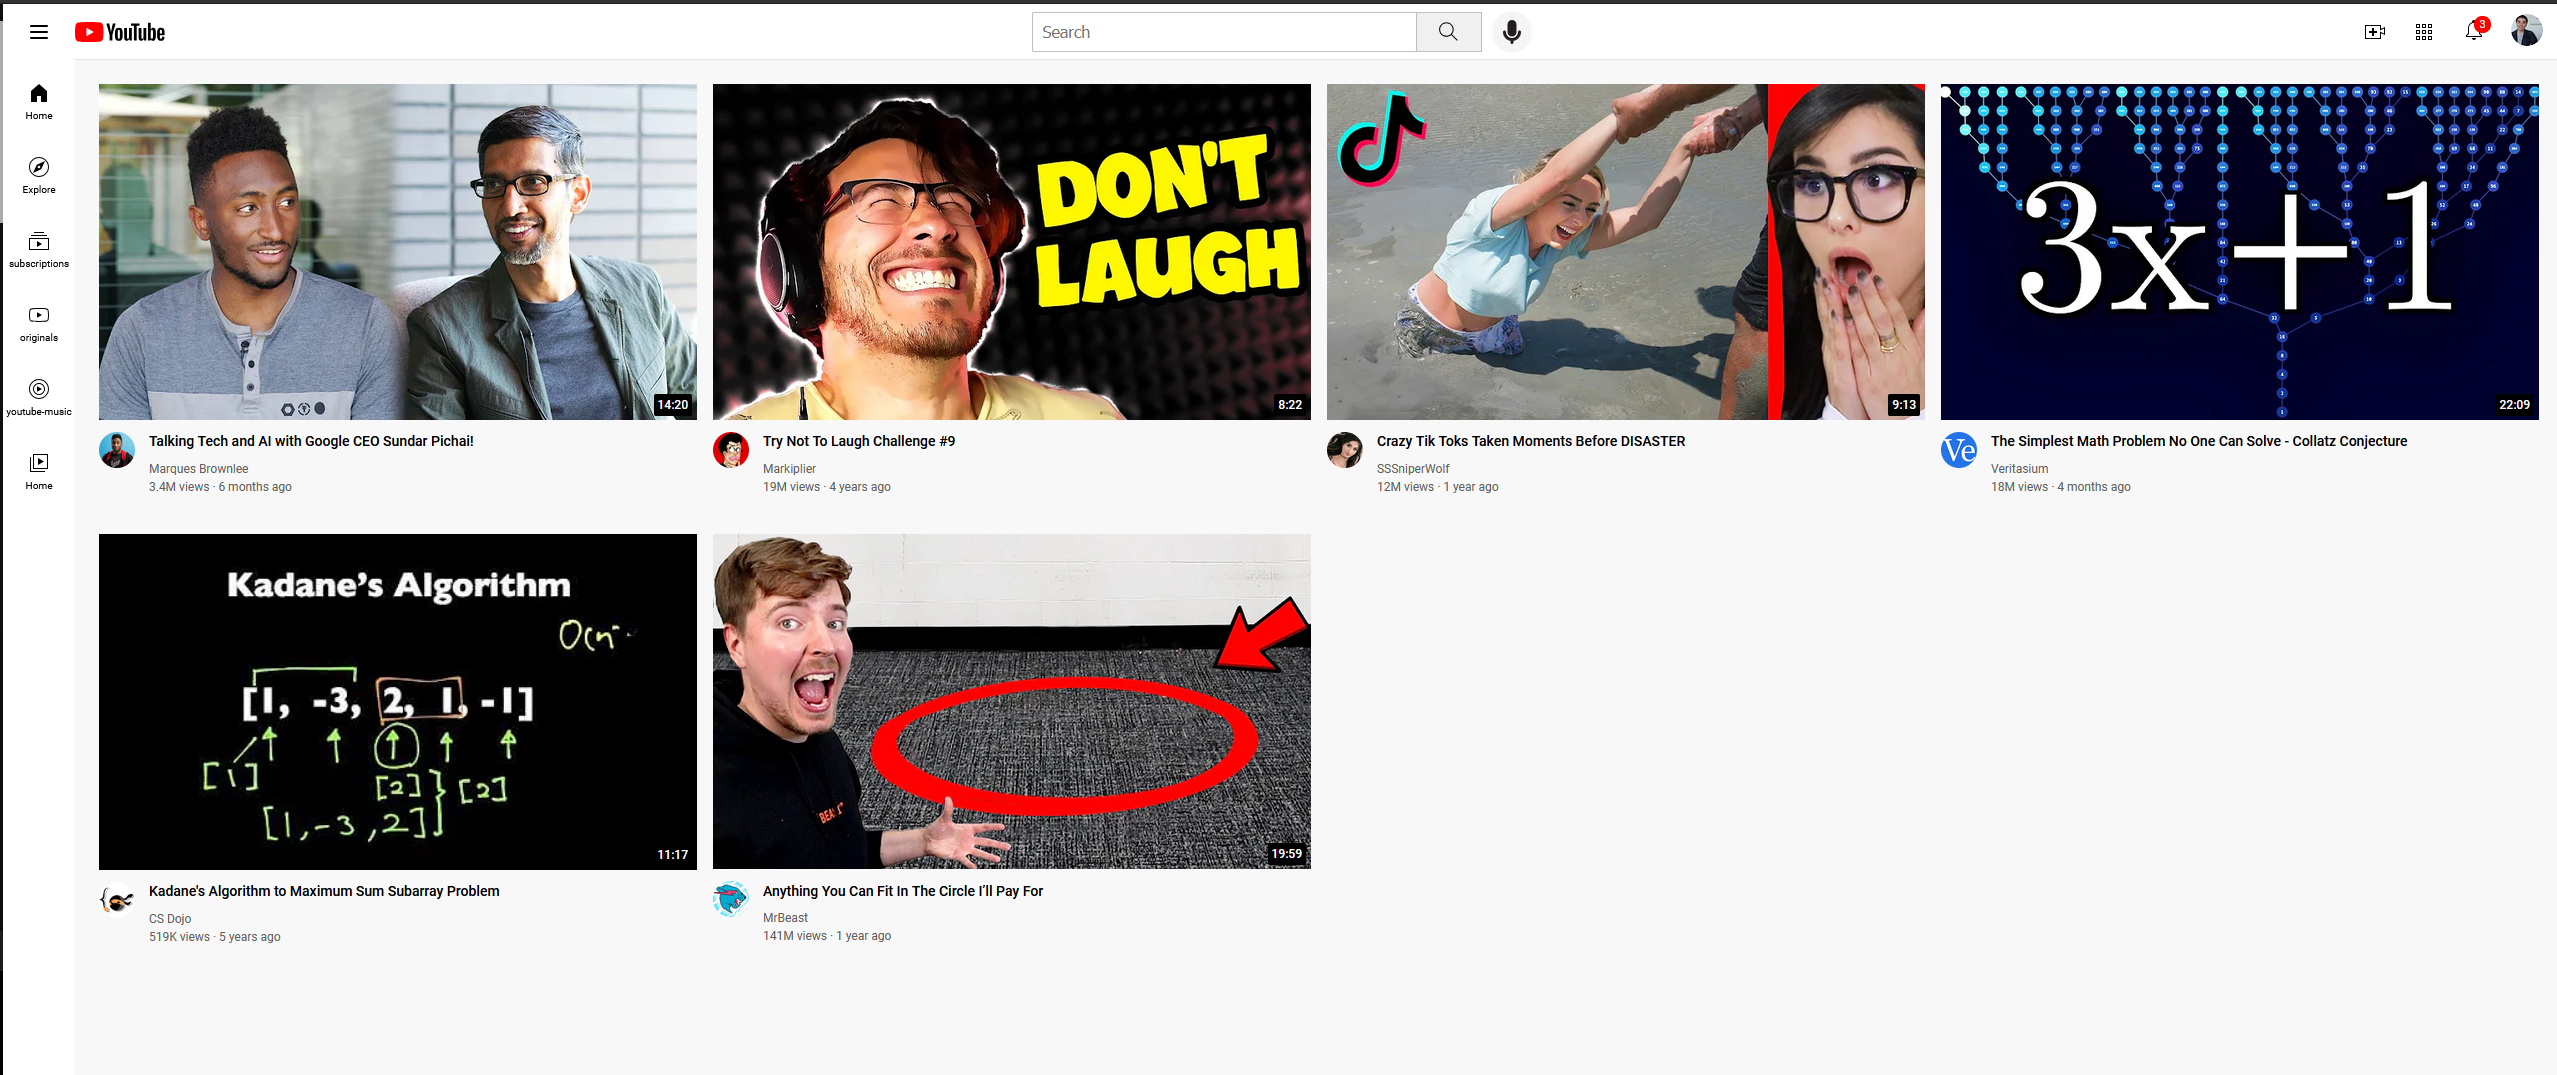 YouTube
Search
3
Home
Explore
subscriptions
originals
youtube-music
Home
14:20
Talking Tech and AI with Google CEO Sundar Pichai!
Marques Brownlee
3.4M views · 6 months ago
DON'T
LAUGH
8:22
Try Not To Laugh Challenge #9
Markiplier
19M views · 4 years ago
9:13
Crazy Tik Toks Taken Moments Before DISASTER
SSSniperWolf
12M views · 1 year ago
3x+1
22:09
Ve
The Simplest Math Problem No One Can Solve - Collatz Conjecture
Veritasium
18M views · 4 months ago
Kadane's Algorithm
[1, -3, 2, 1, -1]
[1]
[2] } [2]
[1, -3, 2]
11:17
Kadane's Algorithm to Maximum Sum Subarray Problem
CS Dojo
519K views · 5 years ago
19:59
Anything You Can Fit In The Circle I’ll Pay For
MrBeast
141M views · 1 year ago